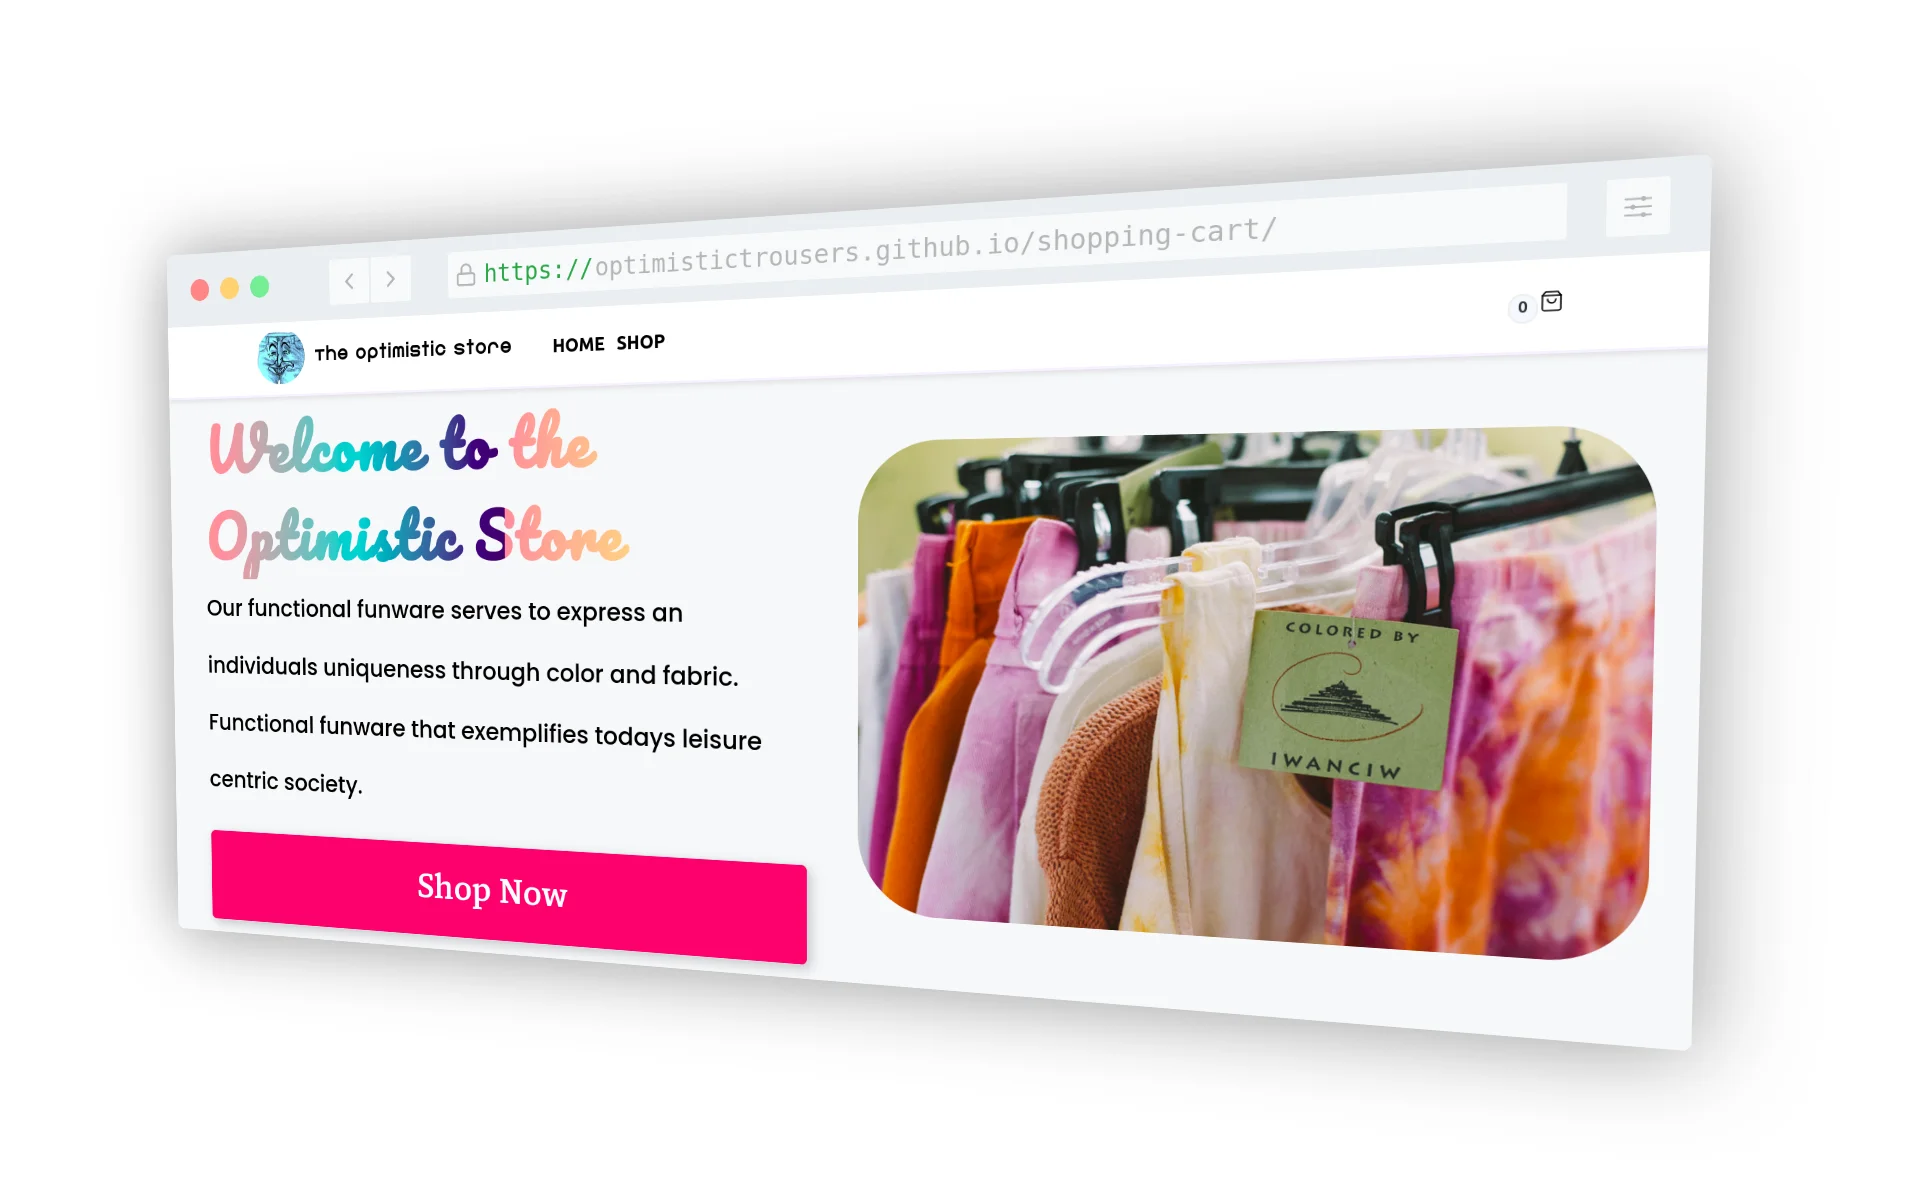 https://optimistictrousers.github.io/shopping-cart/
The optimistic store HOME SHOP 0
Welcome to the
Optimistic Store
Our functional funware serves to express an
individuals uniqueness through color and fabric.
Functional funware that exemplifies todays leisure
centric society.
Shop Now
COLORED BY
IWANCIW